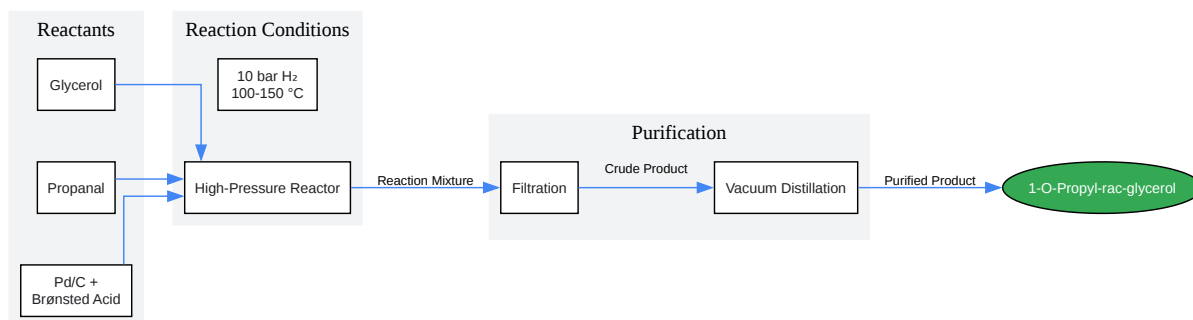 Reactants
Reaction Conditions
Glycerol
10 bar H₂
100-150 °C
Purification
Propanal
High-Pressure Reactor
Reaction Mixture
Filtration
Crude Product
Vacuum Distillation
Purified Product
1-O-Propyl-rac-glycerol
Pd/C +
Brønsted Acid